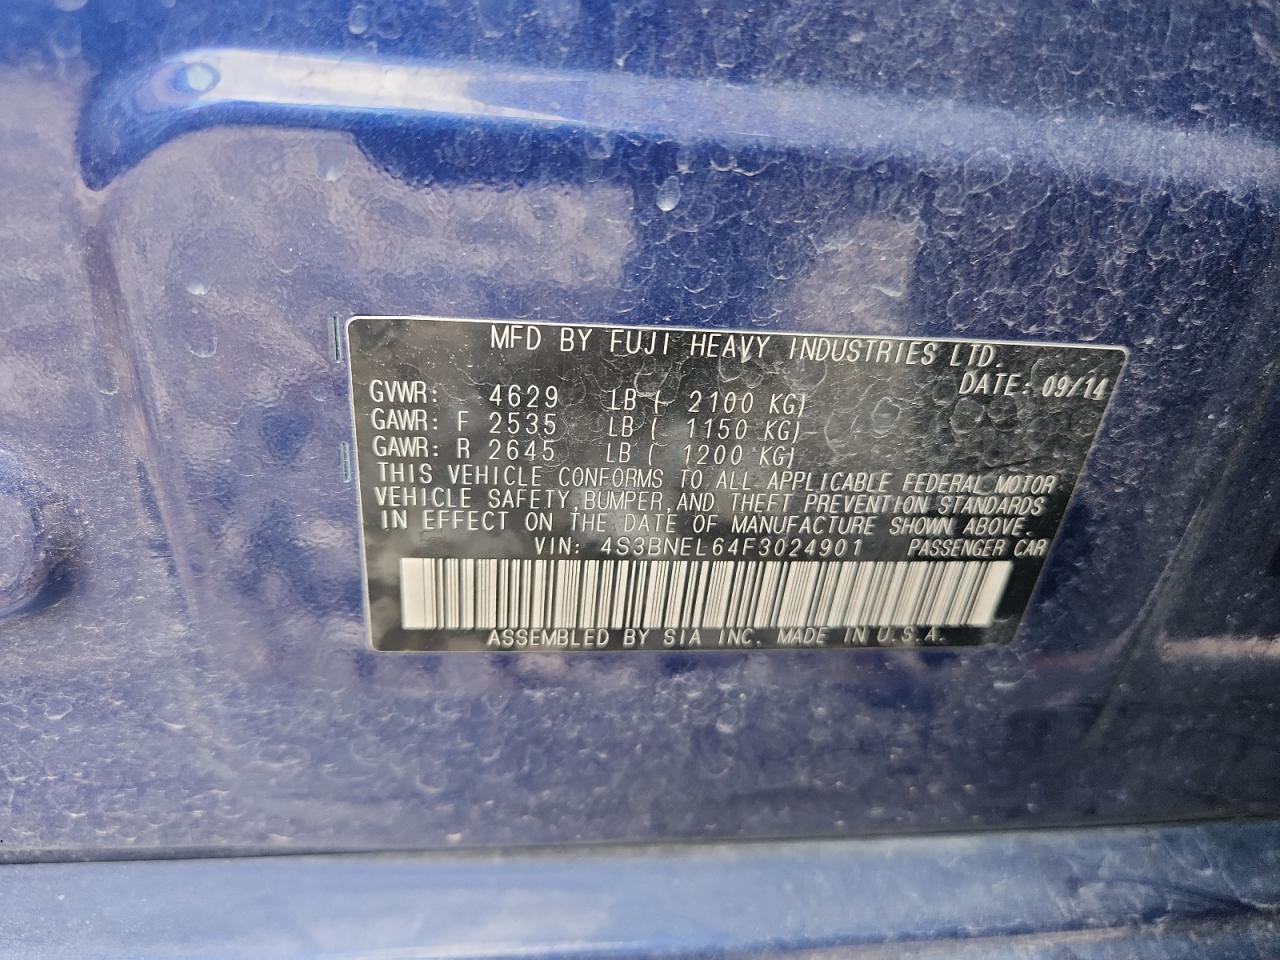 MFD BY FUJI HEAVY INDUSTRIES LTD.
DATE: 09/14
GVWR: 4629 LB ( 2100 KG)
GAWR: F 2535 LB ( 1150 KG)
GAWR: R 2645 LB ( 1200 KG)
THIS VEHICLE CONFORMS TO ALL APPLICABLE FEDERAL MOTOR
VEHICLE SAFETY, BUMPER, AND THEFT PREVENTION STANDARDS
IN EFFECT ON THE DATE OF MANUFACTURE SHOWN ABOVE.
VIN: 4S3BNEL64F3024901 PASSENGER CAR
ASSEMBLED BY SIA INC. MADE IN U.S.A.